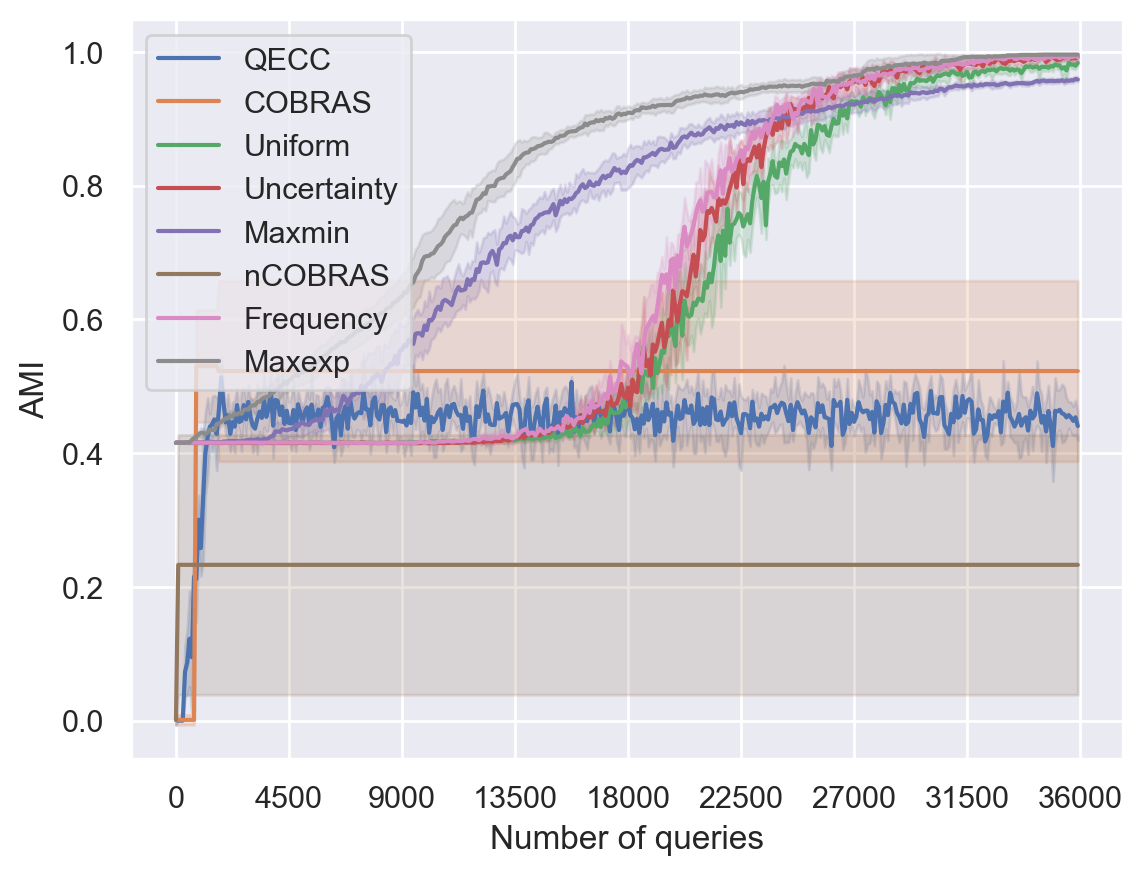 1.0
0.8
0.6
0.4
0.2
0.0
AMI
QECC
COBRAS
Uniform
Uncertainty
Maxmin
nCOBRAS
Frequency
Maxexp
0 4500 9000 13500 18000 22500 27000 31500 36000
Number of queries